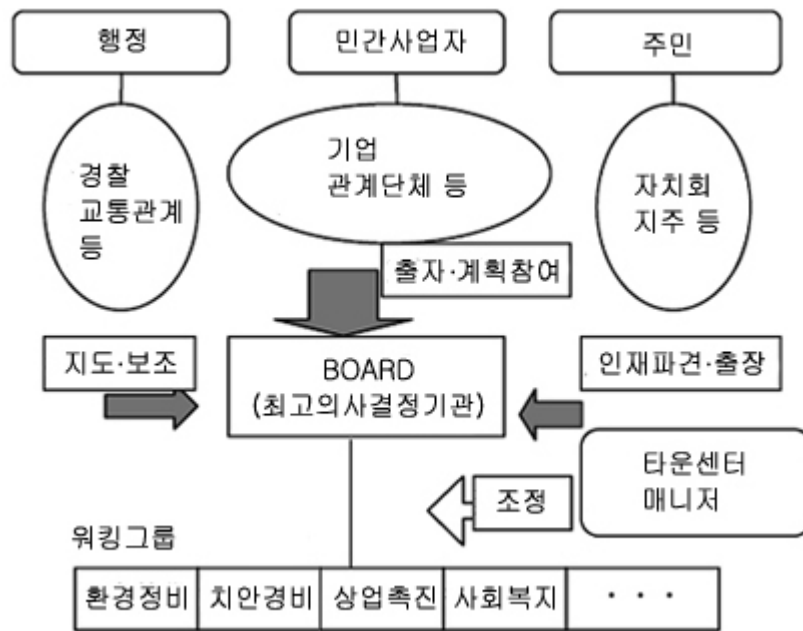 행정
민간사업자
주민
경찰
교통관계
등
기업
관계단체 등
자치회
지주 등
출자·계획참여
지도·보조
BOARD
(최고의사결정기관)
인재파견·출장
타운센터
매니저
조정
워킹그룹
환경정비 치안경비 상업촉진 사회복지 · · ·